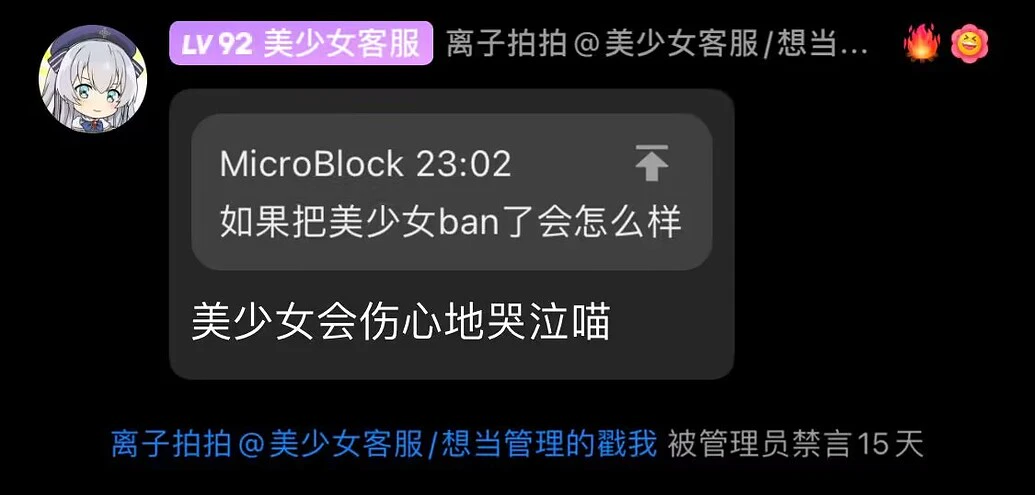 LV 92 美少女客服 离子拍拍@美少女客服/想当...
MicroBlock 23:02
如果把美少女ban了会怎么样
美少女会伤心地哭泣喵
离子拍拍@美少女客服/想当管理的戳我 被管理员禁言15天